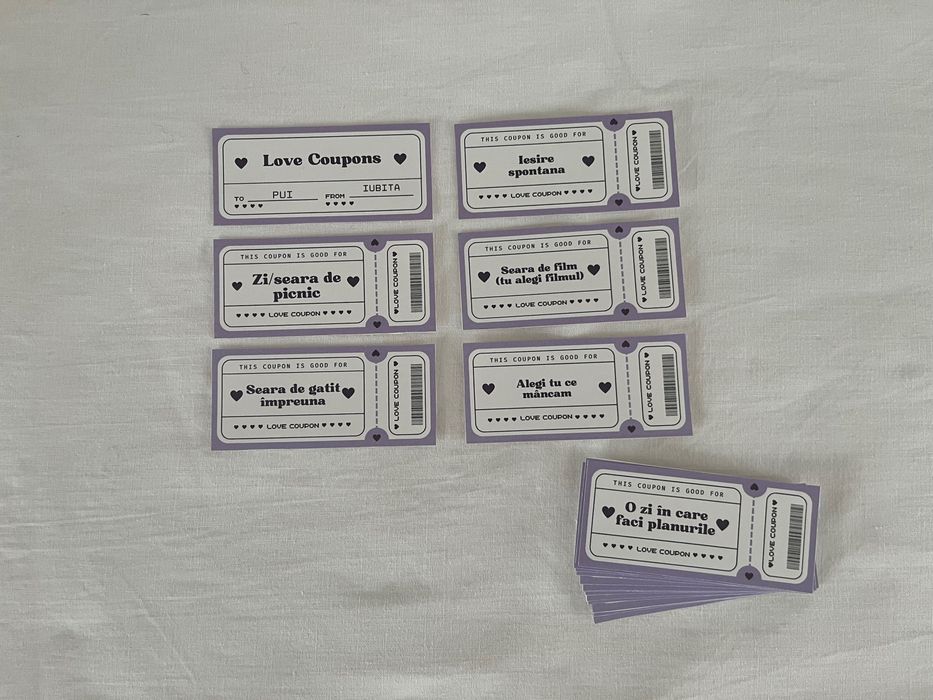 Love Coupons
TO PUI FROM IUBITA
THIS COUPON IS GOOD FOR
Iesire
spontana
LOVE COUPON
LOVE COUPON
THIS COUPON IS GOOD FOR
Zi/seara de
picnic
LOVE COUPON
LOVE COUPON
THIS COUPON IS GOOD FOR
Seara de film
(tu alegi filmul)
LOVE COUPON
LOVE COUPON
THIS COUPON IS GOOD FOR
Seara de gatit
împreuna
LOVE COUPON
LOVE COUPON
THIS COUPON IS GOOD FOR
Alegi tu ce
mâncam
LOVE COUPON
LOVE COUPON
THIS COUPON IS GOOD FOR
O zi în care
faci planurile
LOVE COUPON
LOVE COUPON